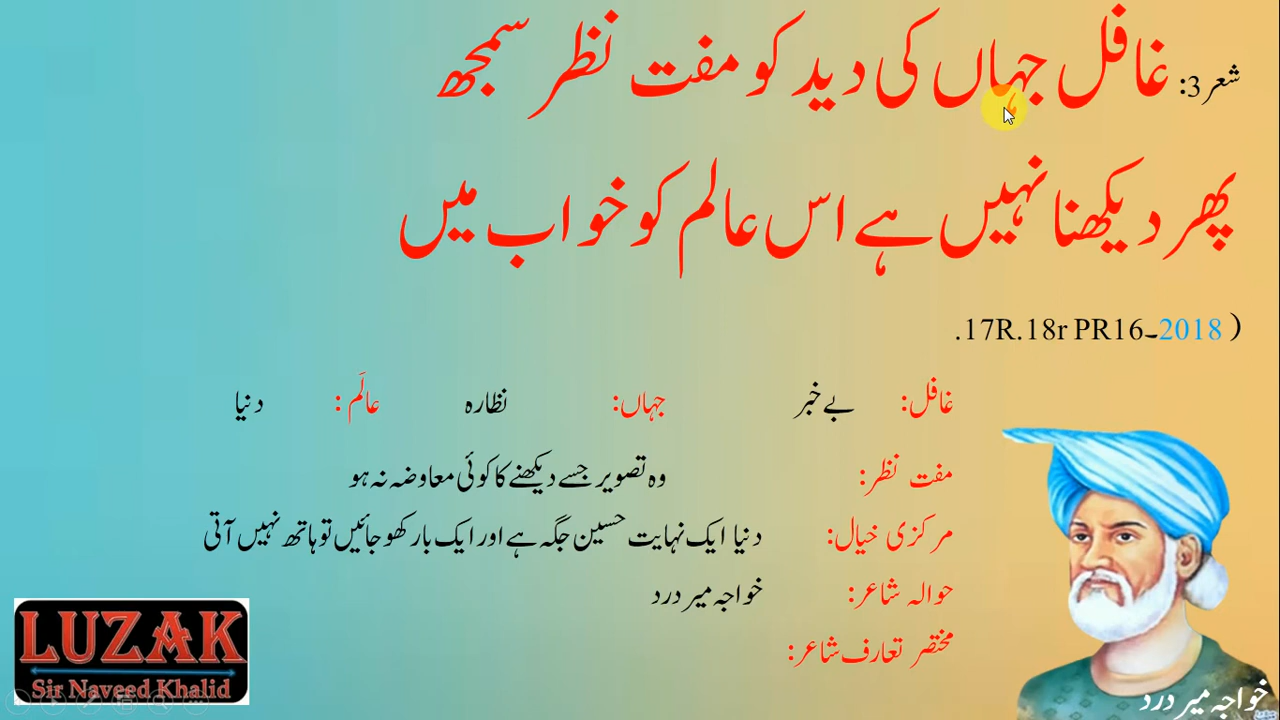 شعر3: غافل جہاں کی دید کو مفت نظر سمجھ
پھر دیکھنا نہیں ہے اس عالم کو خواب میں
( 2018۔17R.18r PR16.
غافل: بے خبر جہاں: نظارہ عالَم : دنیا
مفت نظر: وہ تصویر جسے دیکھنے کا کوئی معاوضہ نہ ہو
مرکزی خیال: دنیا ایک نہایت حسین جگہ ہے اور ایک بار کھو جائیں تو ہاتھ نہیں آتی
حوالہ شاعر: خواجہ میر درد
مختصر تعارف شاعر:
خواجہ میر درد
LUZAK
Sir Naveed Khalid